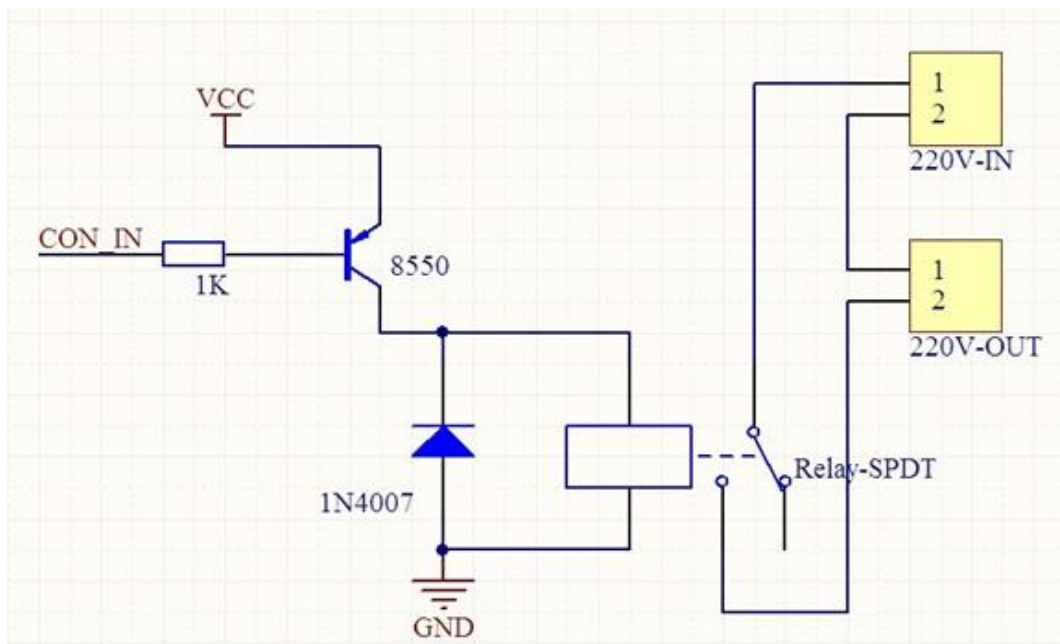 VCC
CON_IN
1K
8550
1N4007
GND
Relay-SPDT
1
2
220V-IN
1
2
220V-OUT